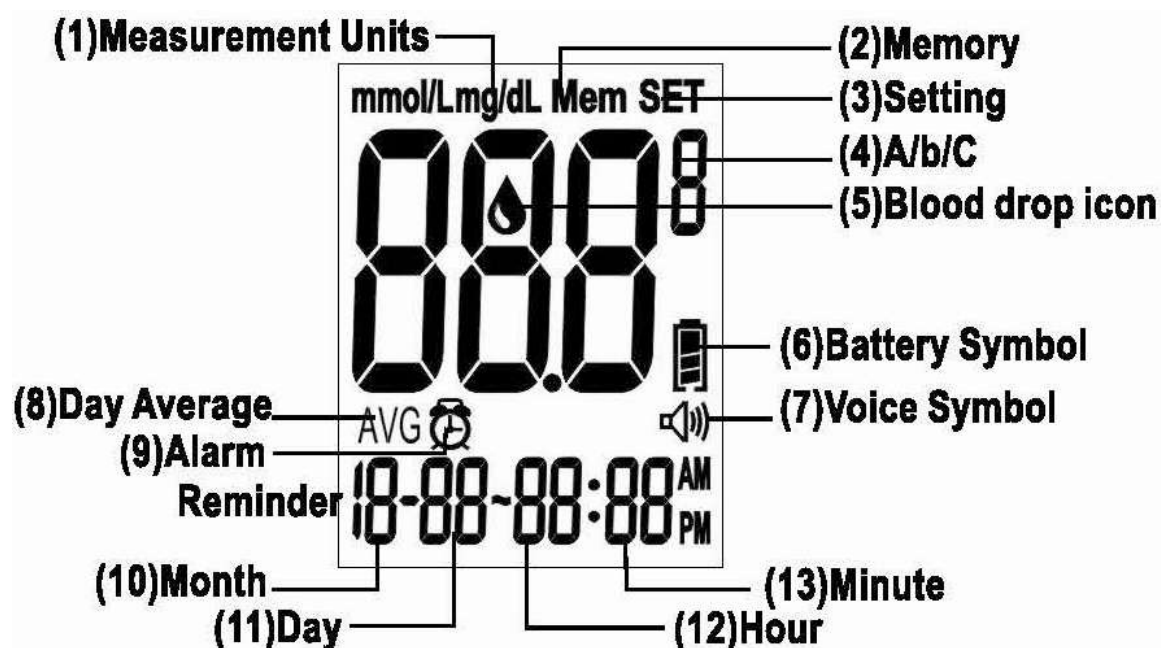 (1)Measurement Units
(2)Memory
mmol/Lmg/dL Mem SET
(3)Setting
(4)A/b/C
888
8
(5)Blood drop icon
(6)Battery Symbol
(7)Voice Symbol
(8)Day Average
AVG
(9)Alarm
Reminder
18-88~88:88
AM
PM
(10)Month
(13)Minute
(11)Day
(12)Hour